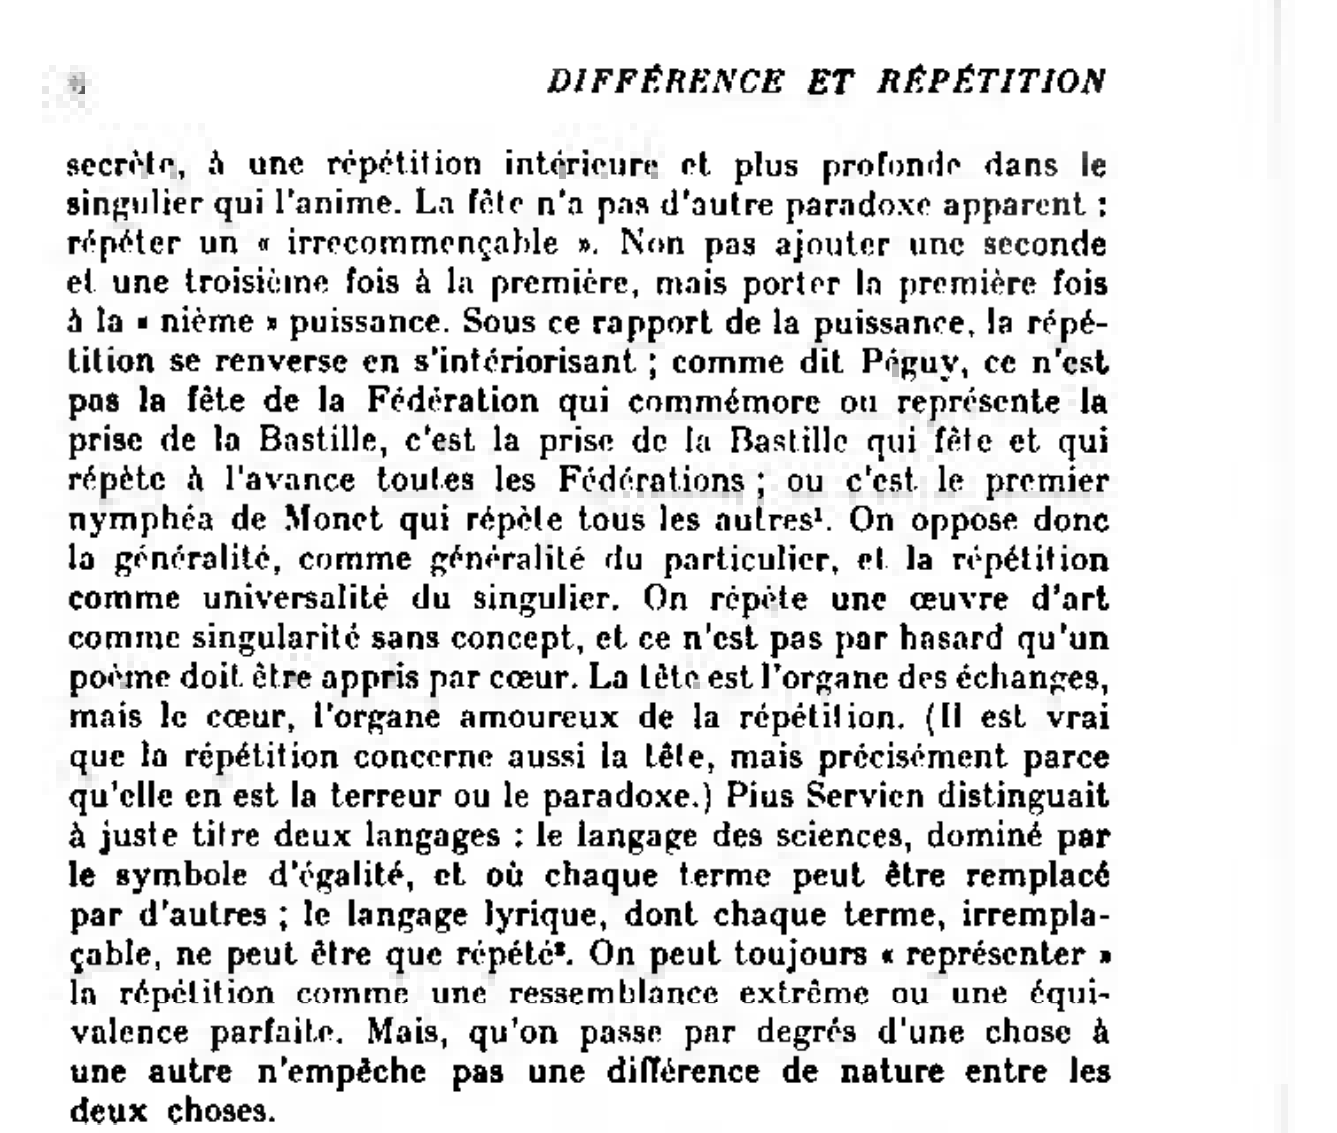 DIFFÉRENCE ET RÉPÉTITION
secrète, à une répétition intérieure et plus profonde dans le
singulier qui l'anime. La fête n'a pas d'autre paradoxe apparent :
répéter un « irrecommençable ». Non pas ajouter une seconde
et une troisième fois à la première, mais porter la première fois
à la « nième » puissance. Sous ce rapport de la puissance, la répé-
tition se renverse en s'intériorisant ; comme dit Péguy, ce n'est
pas la fête de la Fédération qui commémore ou représente la
prise de la Bastille, c'est la prise de la Bastille qui fête et qui
répète à l'avance toutes les Fédérations ; ou c'est le premier
nymphéa de Monet qui répète tous les autres¹. On oppose donc
la généralité, comme généralité du particulier, et la répétition
comme universalité du singulier. On répète une œuvre d'art
comme singularité sans concept, et ce n'est pas par hasard qu'un
poème doit être appris par cœur. La tête est l'organe des échanges,
mais le cœur, l'organe amoureux de la répétition. (Il est vrai
que la répétition concerne aussi la tête, mais précisément parce
qu'elle en est la terreur ou le paradoxe.) Pius Servien distinguait
à juste titre deux langages : le langage des sciences, dominé par
le symbole d'égalité, et où chaque terme peut être remplacé
par d'autres ; le langage lyrique, dont chaque terme, irrempla-
çable, ne peut être que répété². On peut toujours « représenter »
la répétition comme une ressemblance extrême ou une équi-
valence parfaite. Mais, qu'on passe par degrés d'une chose à
une autre n'empêche pas une différence de nature entre les
deux choses.